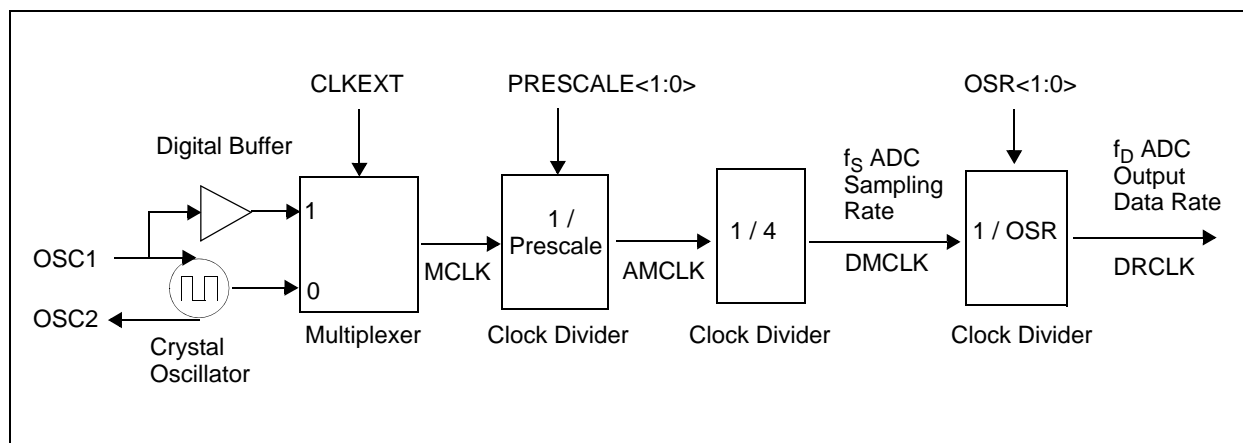 CLKEXT
PRESCALE<1:0>
OSR<1:0>
Digital Buffer
fS ADC
Sampling
Rate
fD ADC
Output
Data Rate
1
1 /
Prescale
1 / 4
1 / OSR
OSC1
MCLK
AMCLK
DMCLK
DRCLK
0
OSC2
Multiplexer
Clock Divider
Clock Divider
Clock Divider
Crystal
Oscillator